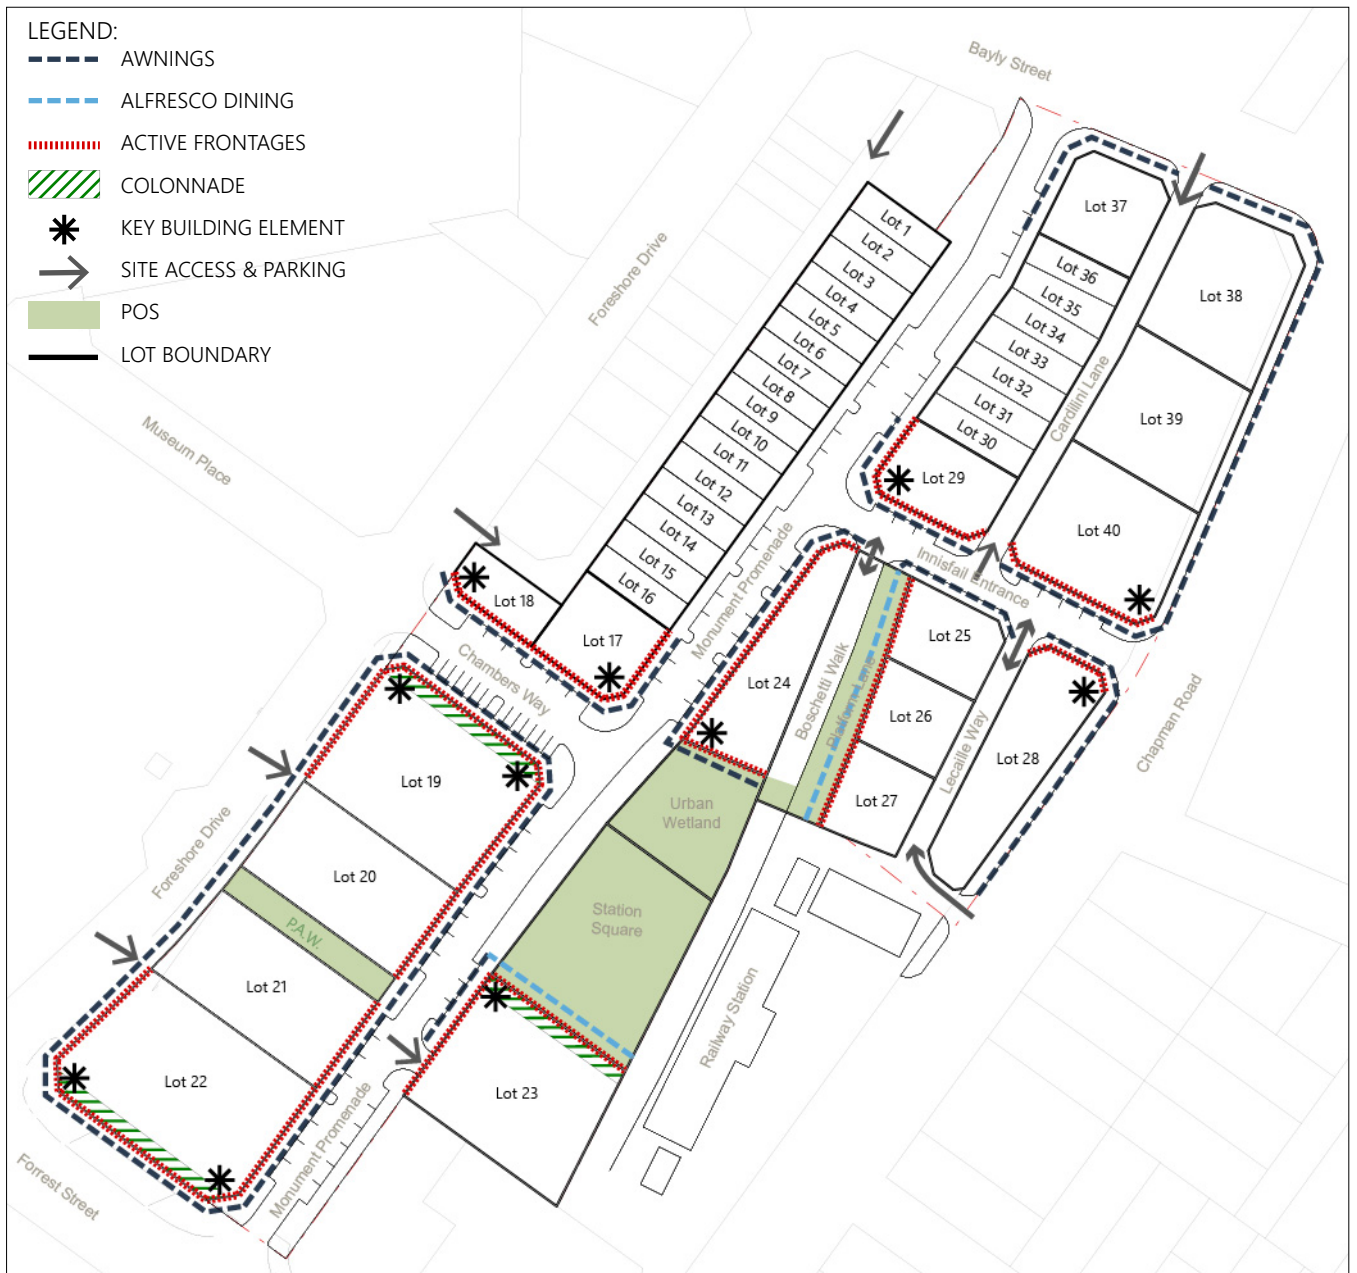 LEGEND:
AWNINGS
ALFRESCO DINING
ACTIVE FRONTAGES
COLONNADE
KEY BUILDING ELEMENT
SITE ACCESS & PARKING
POS
LOT BOUNDARY
Bayly Street
Foreshore Drive
Museum Place
Lot 1
Lot 2
Lot 3
Lot 4
Lot 5
Lot 6
Lot 7
Lot 8
Lot 9
Lot 10
Lot 11
Lot 12
Lot 13
Lot 14
Lot 15
Lot 16
Lot 17
Lot 18
Lot 37
Lot 36
Lot 35
Lot 34
Lot 33
Lot 32
Lot 31
Lot 30
Lot 29
Cardilini Lane
Lot 38
Lot 39
Lot 40
Innisfail Entrance
Monument Promenade
Chambers Way
Lot 24
Boschetti Walk
Platform Lane
Lot 25
Lot 26
Lot 27
Lecaille Way
Lot 28
Chapman Road
Urban
Wetland
Station
Square
Lot 19
Lot 20
P.A.W.
Lot 21
Lot 22
Foreshore Drive
Forrest Street
Monument Promenade
Lot 23
Railway Station